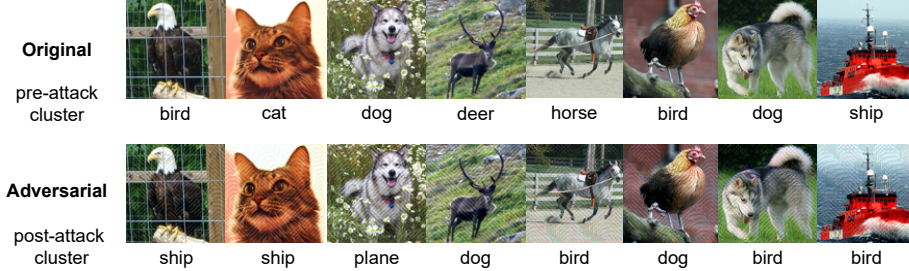 Original
pre-attack
cluster
bird cat dog deer horse bird dog ship
Adversarial
post-attack
cluster
ship ship plane dog bird dog bird bird